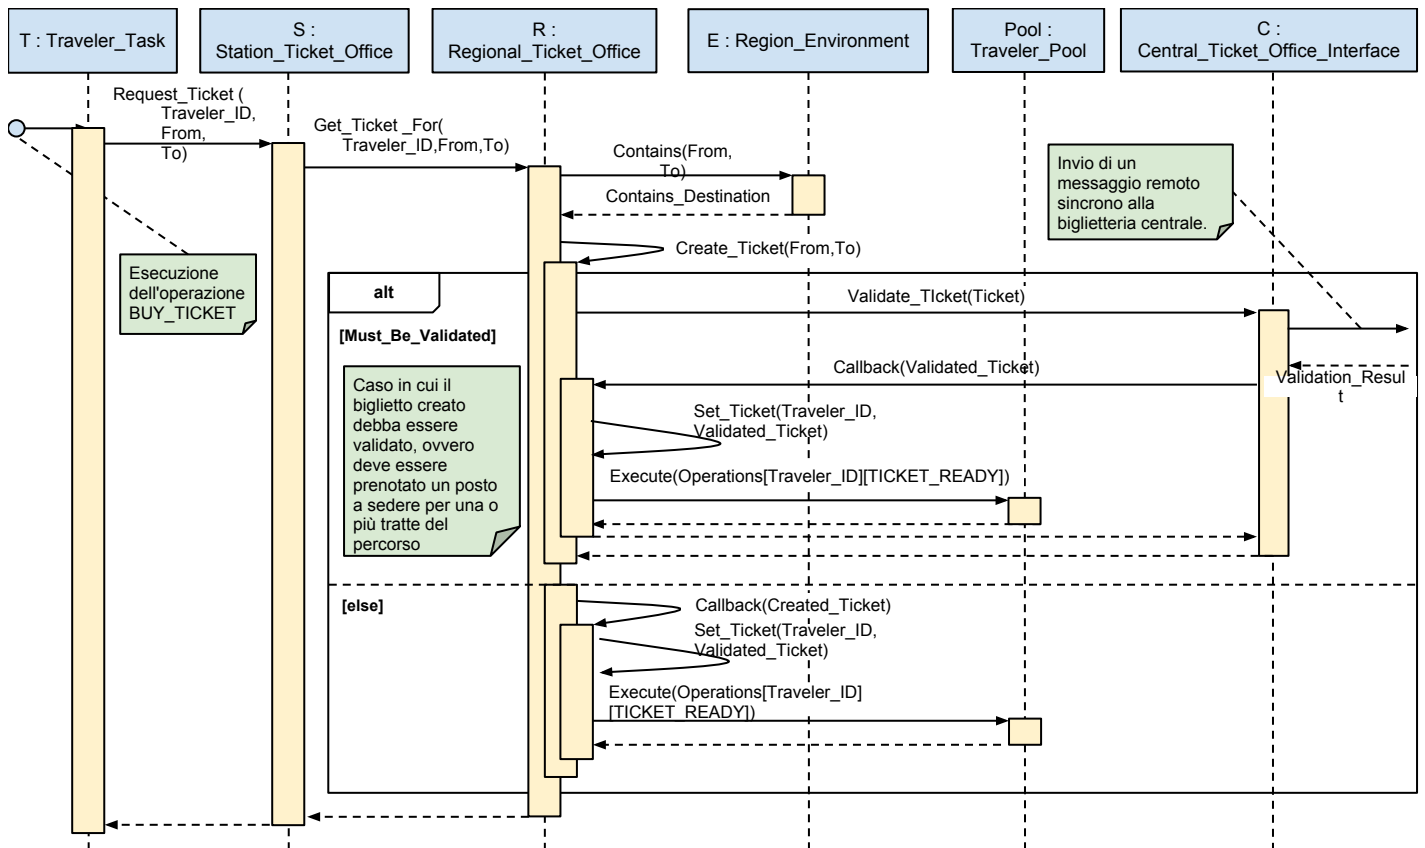 T : Traveler_Task
S :
Station_Ticket_Office
R :
Regional_Ticket_Office
E : Region_Environment
Pool :
Traveler_Pool
C :
Central_Ticket_Office_Interface
Request_Ticket (
Traveler_ID,
From,
To)
Get_Ticket _For(
Traveler_ID,From,To)
Contains(From,
To)
Contains_Destination
Create_Ticket(From,To)
Invio di un
messaggio remoto
sincrono alla
biglietteria centrale.
Esecuzione
dell'operazione
BUY_TICKET
alt
[Must_Be_Validated]
Validate_TIcket(Ticket)
Callback(Validated_Ticket)
Validation_Resul
t
Caso in cui il
biglietto creato
debba essere
validato, ovvero
deve essere
prenotato un posto
a sedere per una o
più tratte del
percorso
Set_Ticket(Traveler_ID,
Validated_Ticket)
Execute(Operations[Traveler_ID][TICKET_READY])
[else]
Callback(Created_Ticket)
Set_Ticket(Traveler_ID,
Validated_Ticket)
Execute(Operations[Traveler_ID]
[TICKET_READY])